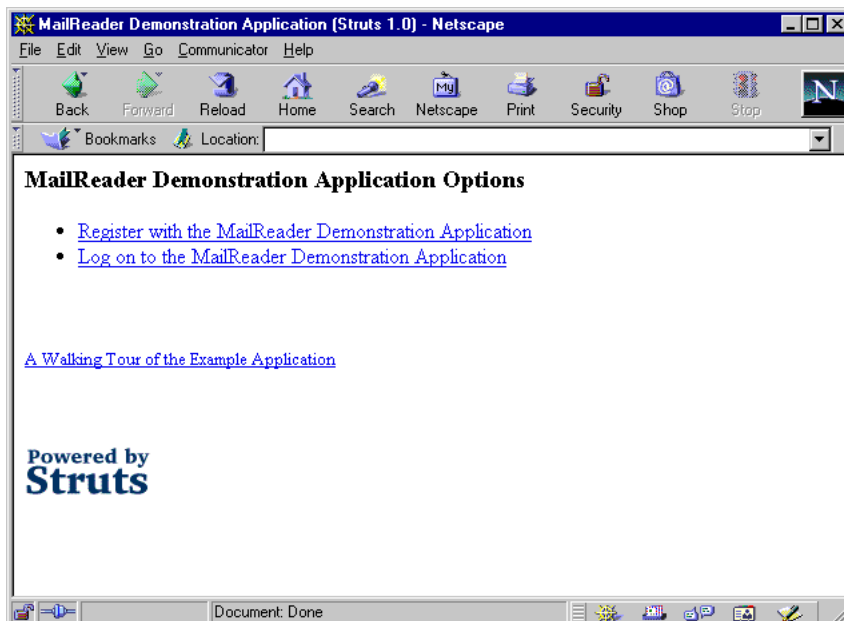 MailReader Demonstration Application (Struts 1.0) - Netscape
File Edit View Go Communicator Help
Back Forward Reload Home Search Netscape Print Security Shop Stop
My
N
Bookmarks Location:
MailReader Demonstration Application Options
• Register with the MailReader Demonstration Application
• Log on to the MailReader Demonstration Application
A Walking Tour of the Example Application
Powered by
Struts
Document: Done